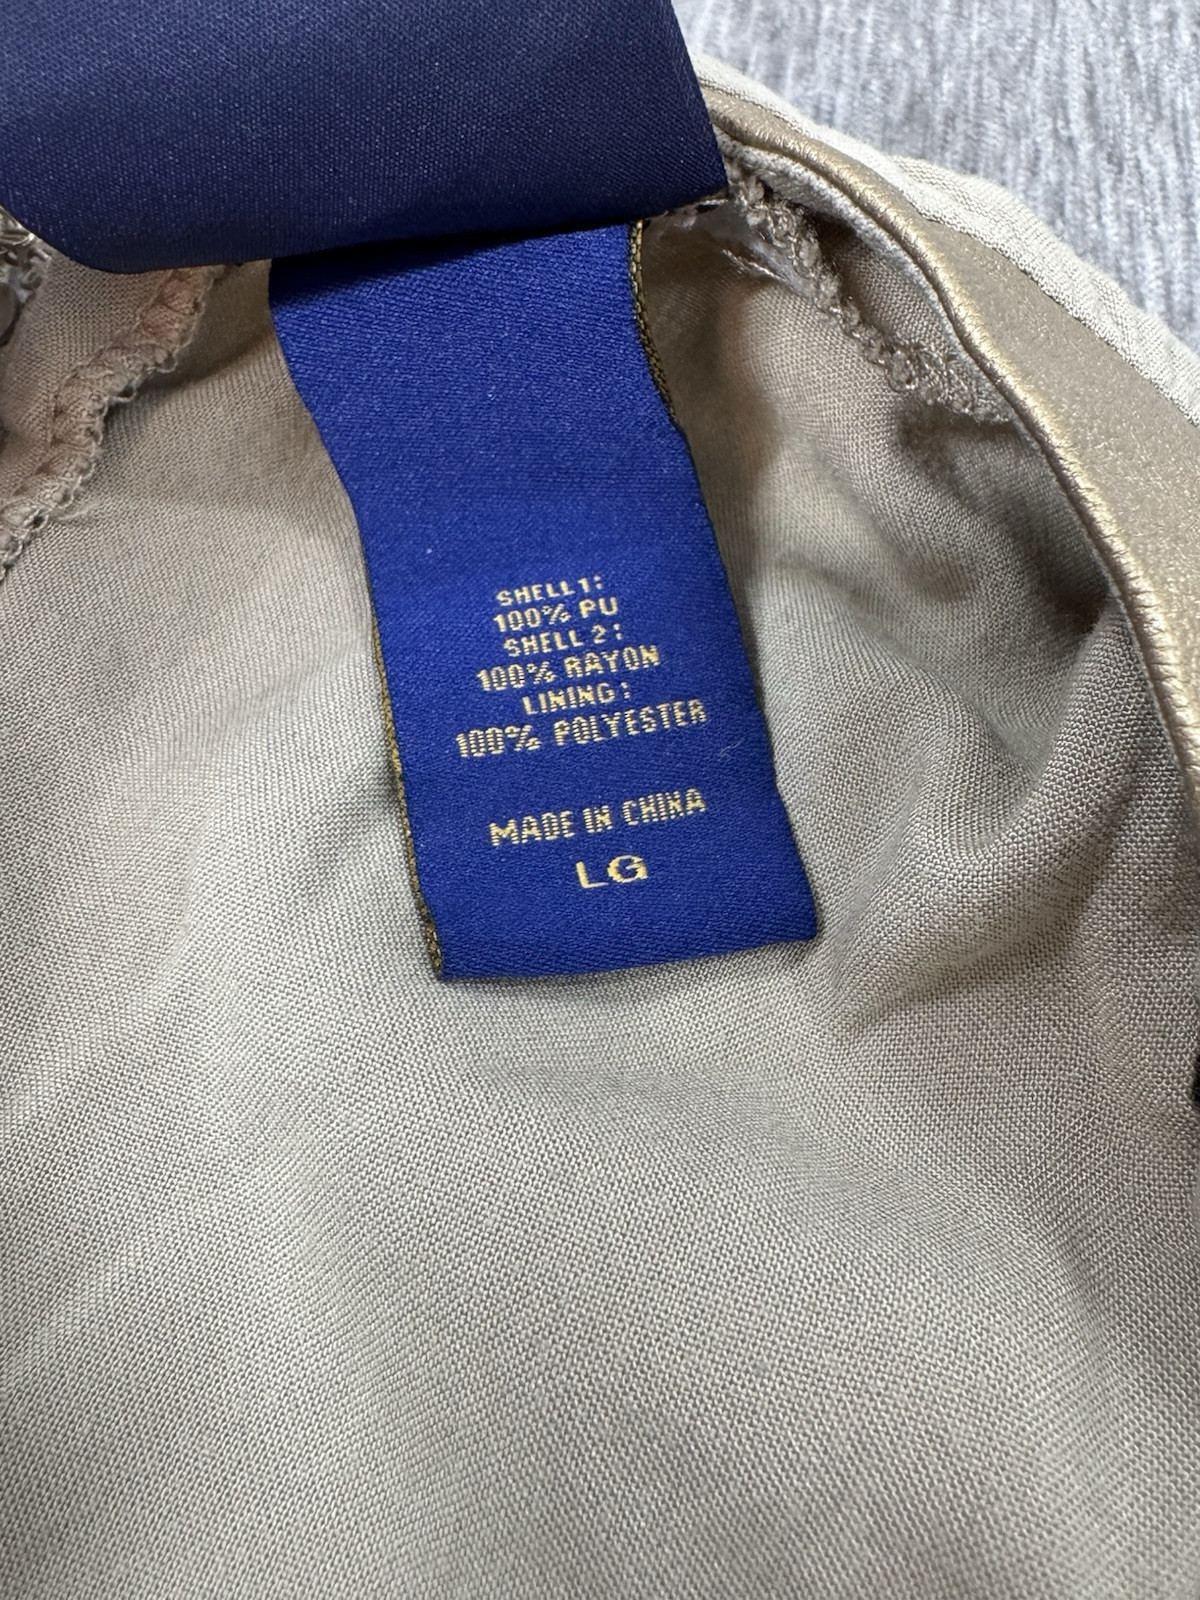 SHELL 1:
100% PU
SHELL 2:
100% RAYON
LINING:
100% POLYESTER
MADE IN CHINA
LG